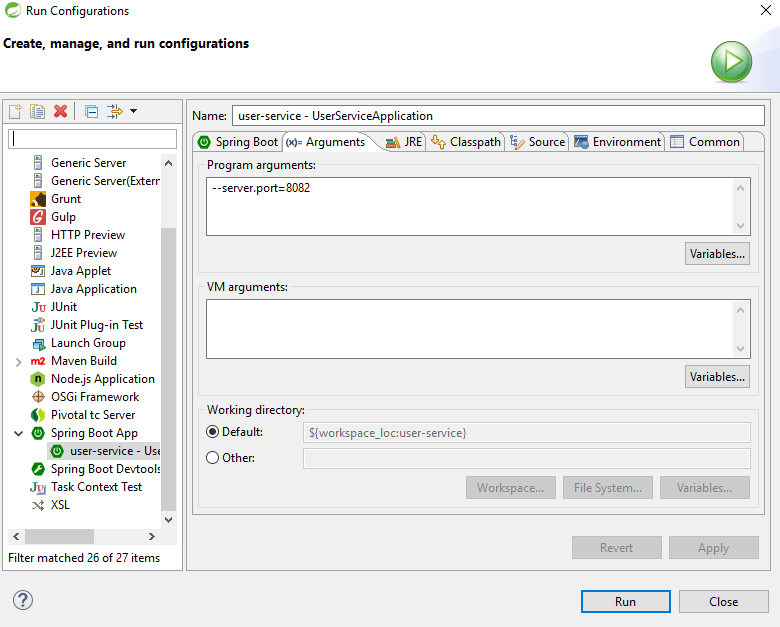 Run Configurations
Create, manage, and run configurations
Name: user-service - UserServiceApplication
Spring Boot (x)= Arguments JRE Classpath Source Environment Common
Generic Server
Generic Server(Extern
Grunt
Gulp
HTTP Preview
J2EE Preview
Java Applet
Java Application
JUnit
JUnit Plug-in Test
Launch Group
m2 Maven Build
Node.js Application
OSGi Framework
Pivotal tc Server
Spring Boot App
user-service - Use
Spring Boot Devtools
Task Context Test
XSL
Filter matched 26 of 27 items
Program arguments:
--server.port=8082
Variables...
VM arguments:
Variables...
Working directory:
Default: ${workspace_loc:user-service}
Other:
Workspace... File System... Variables...
Revert Apply
? Run Close